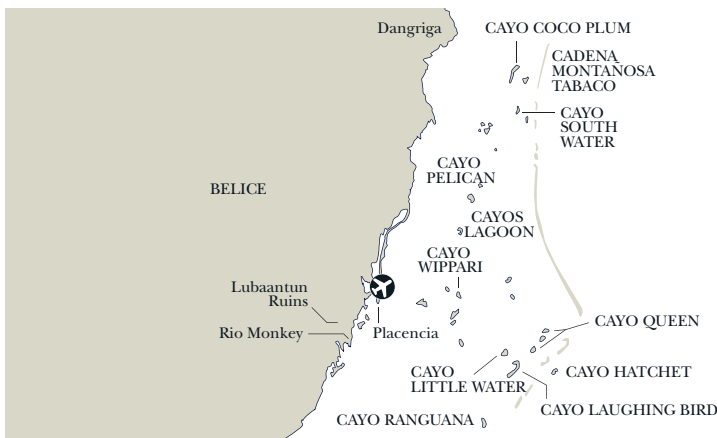 Dangriga
CAYO COCO PLUM
CADENA
MONTAÑOSA
TABACO
CAYO
SOUTH
WATER
CAYO
PELICAN
BELICE
CAYOS
LAGOON
CAYO
WIPPARI
Lubaantun
Ruins
Rio Monkey
Placencia
CAYO QUEEN
CAYO
LITTLE WATER
CAYO HATCHET
CAYO LAUGHING BIRD
CAYO RANGUANA